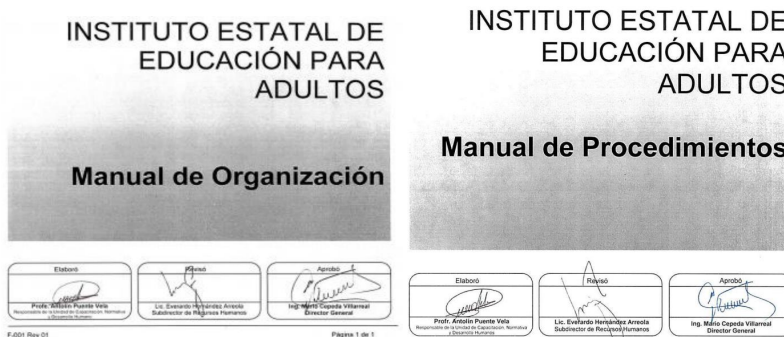 INSTITUTO ESTATAL DE
EDUCACIÓN PARA
ADULTOS
Manual de Organización
Elaboró
Profr. Antolín Puente Vela
Responsable de la Unidad de Capacitación, Normativa
y Desarrollo Humano
Revisó
Lic. Everardo Hernández Arreola
Subdirector de Recursos Humanos
Aprobó
Ing. Mario Cepeda Villarreal
Director General
F-001 Rev 01
Página 1 de 1
INSTITUTO ESTATAL DE
EDUCACIÓN PARA
ADULTOS
Manual de Procedimientos
Elaboró
Profr. Antolín Puente Vela
Responsable de la Unidad de Capacitación, Normativa
y Desarrollo Humano
Revisó
Lic. Everardo Hernández Arreola
Subdirector de Recursos Humanos
Aprobó
Ing. Mario Cepeda Villarreal
Director General